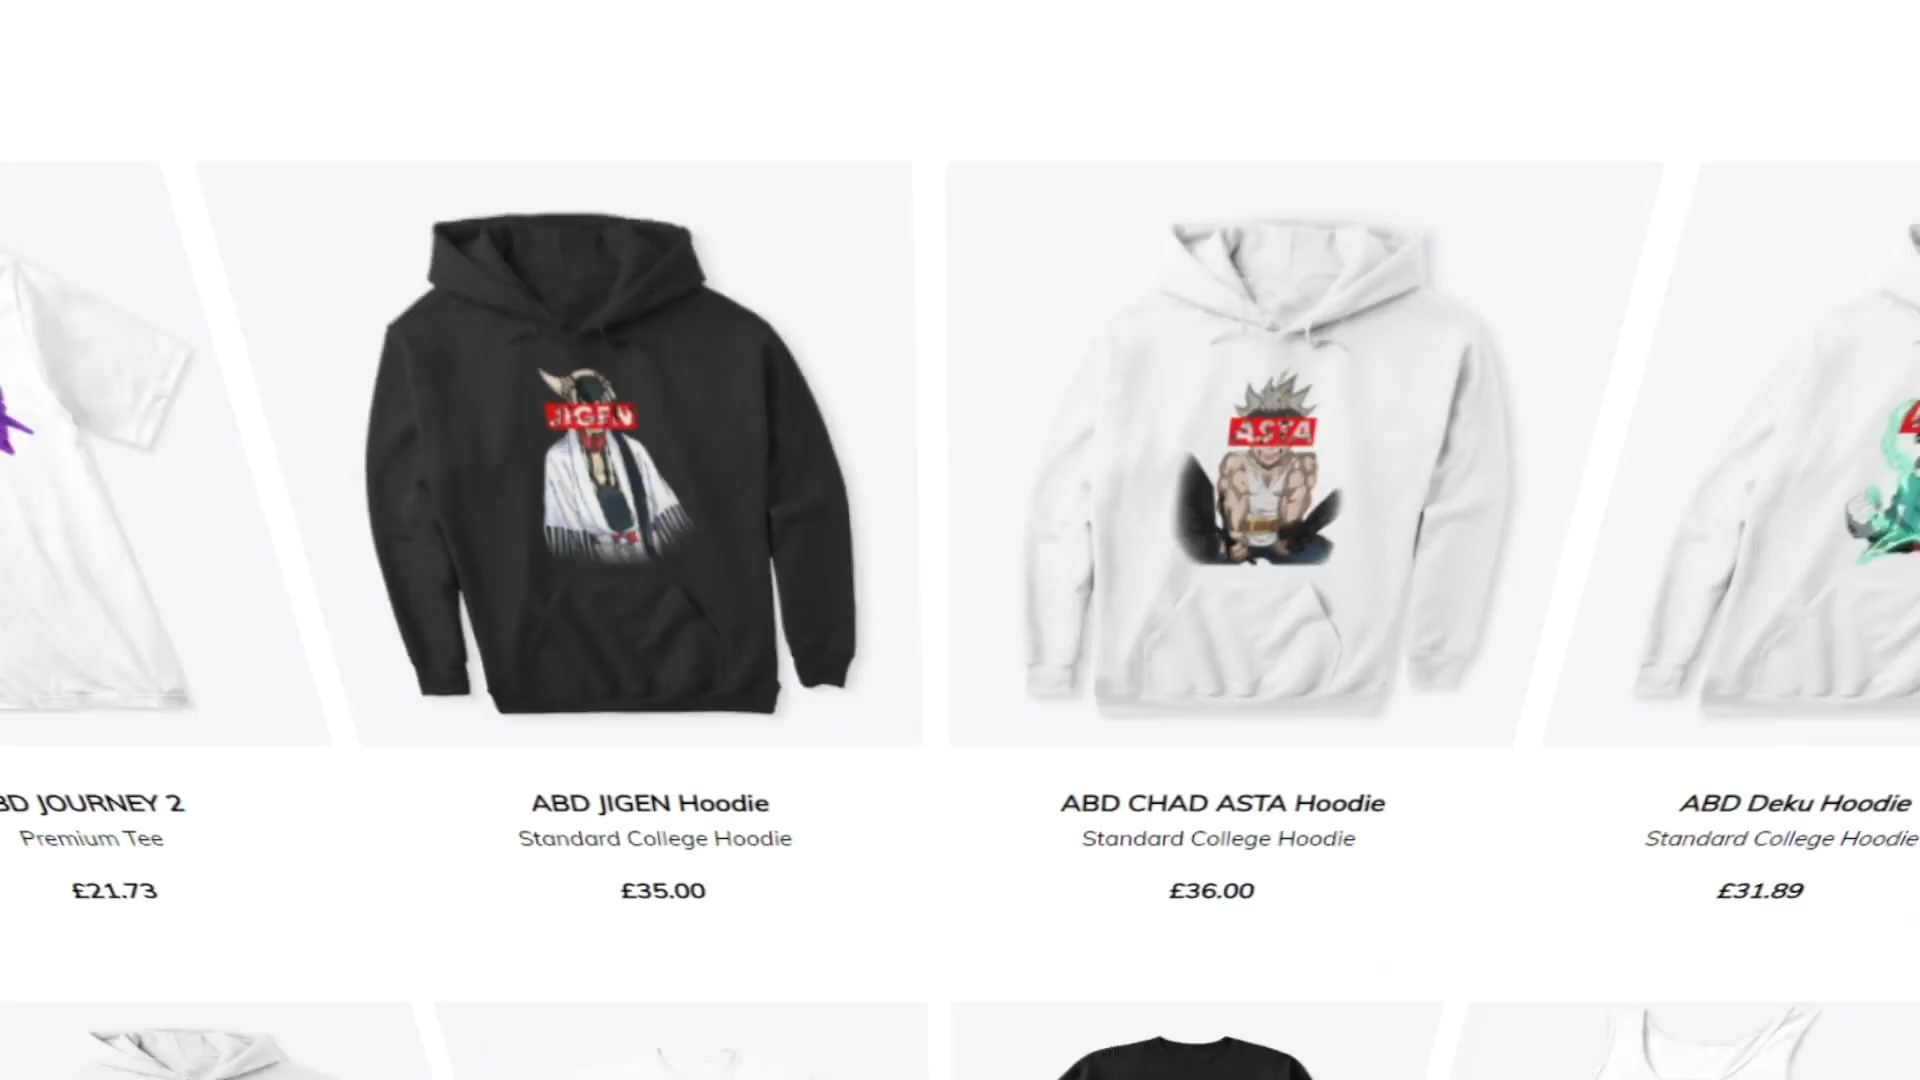 JIGEN
ASTA
BD JOURNEY 2
Premium Tee
£21.73
ABD JIGEN Hoodie
Standard College Hoodie
£35.00
ABD CHAD ASTA Hoodie
Standard College Hoodie
£36.00
ABD Deku Hoodie
Standard College Hoodie
£31.89